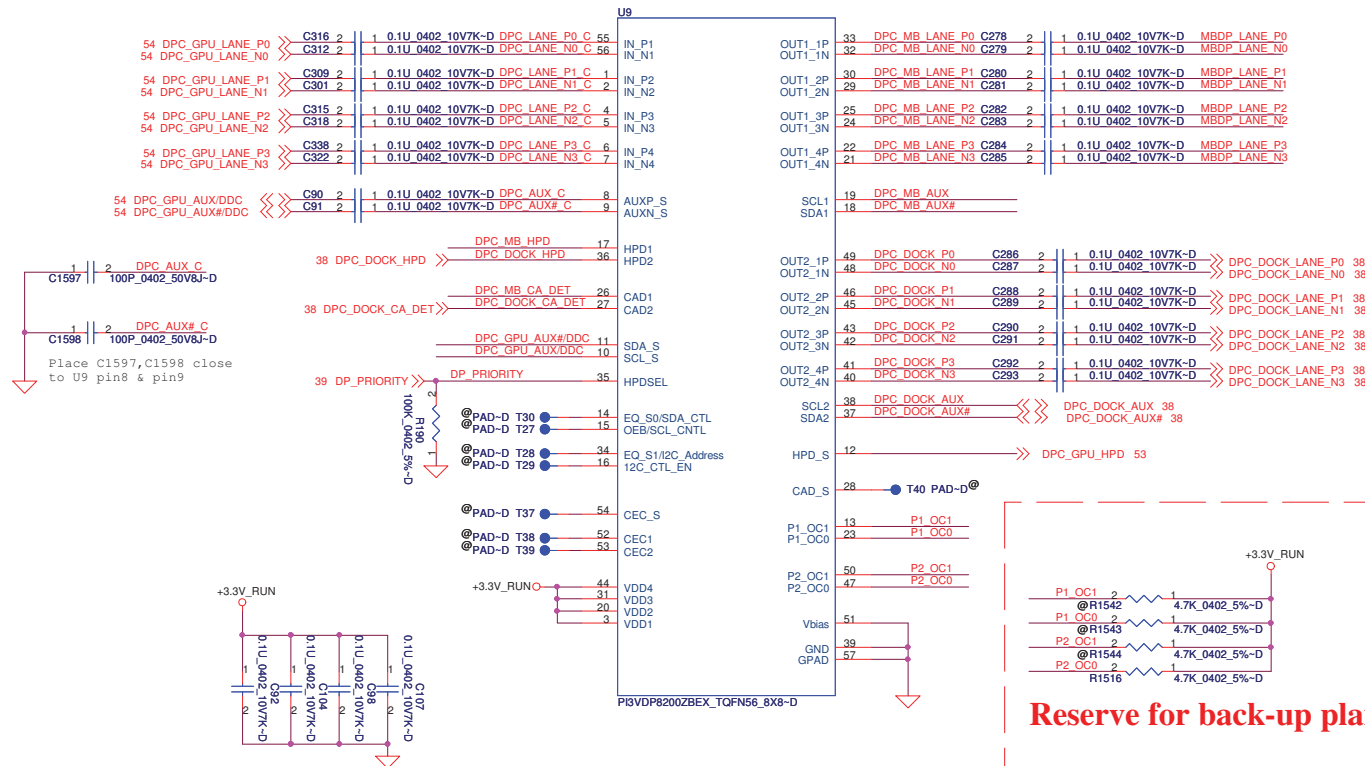 U9
54 DPC_GPU_LANE_P0 C316 2 1 0.1U_0402_10V7K~D DPC_LANE_P0_C 55 IN_P1
54 DPC_GPU_LANE_N0 C312 2 1 0.1U_0402_10V7K~D DPC_LANE_N0_C 56 IN_N1
54 DPC_GPU_LANE_P1 C309 2 1 0.1U_0402_10V7K~D DPC_LANE_P1_C 1 IN_P2
54 DPC_GPU_LANE_N1 C301 2 1 0.1U_0402_10V7K~D DPC_LANE_N1_C 2 IN_N2
54 DPC_GPU_LANE_P2 C315 2 1 0.1U_0402_10V7K~D DPC_LANE_P2_C 4 IN_P3
54 DPC_GPU_LANE_N2 C318 2 1 0.1U_0402_10V7K~D DPC_LANE_N2_C 5 IN_N3
54 DPC_GPU_LANE_P3 C338 2 1 0.1U_0402_10V7K~D DPC_LANE_P3_C 6 IN_P4
54 DPC_GPU_LANE_N3 C322 2 1 0.1U_0402_10V7K~D DPC_LANE_N3_C 7 IN_N4
54 DPC_GPU_AUX/DDC C90 2 1 0.1U_0402_10V7K~D DPC_AUX_C 8 AUXP_S
54 DPC_GPU_AUX#/DDC C91 2 1 0.1U_0402_10V7K~D DPC_AUX#_C 9 AUXN_S
DPC_MB_HPD 17 HPD1
38 DPC_DOCK_HPD DPC_DOCK_HPD 36 HPD2
DPC_MB_CA_DET 26 CAD1
38 DPC_DOCK_CA_DET DPC_DOCK_CA_DET 27 CAD2
DPC_GPU_AUX#/DDC 11 SDA_S
DPC_GPU_AUX/DDC 10 SCL_S
39 DP_PRIORITY DP_PRIORITY 35 HPDSEL
2 1 R190 100K_0402_5%~D
@PAD~D T30 14 EQ_S0/SDA_CTL
@PAD~D T27 15 OEB/SCL_CNTL
@PAD~D T28 34 EQ_S1/I2C_Address
@PAD~D T29 16 12C_CTL_EN
@PAD~D T37 54 CEC_S
@PAD~D T38 52 CEC1
@PAD~D T39 53 CEC2
+3.3V_RUN 44 VDD4
31 VDD3
20 VDD2
3 VDD1
1 2 DPC_AUX_C
C1597 100P_0402_50V8J~D
1 2 DPC_AUX#_C
C1598 100P_0402_50V8J~D
Place C1597,C1598 close
to U9 pin8 & pin9
+3.3V_RUN
1 2 0.1U_0402_10V7K~D C92
1 2 0.1U_0402_10V7K~D C104
1 2 0.1U_0402_10V7K~D C98
1 2 0.1U_0402_10V7K~D C107
OUT1_1P 33 DPC_MB_LANE_P0 C278 2 1 0.1U_0402_10V7K~D MBDP_LANE_P0
OUT1_1N 32 DPC_MB_LANE_N0 C279 2 1 0.1U_0402_10V7K~D MBDP_LANE_N0
OUT1_2P 30 DPC_MB_LANE_P1 C280 2 1 0.1U_0402_10V7K~D MBDP_LANE_P1
OUT1_2N 29 DPC_MB_LANE_N1 C281 2 1 0.1U_0402_10V7K~D MBDP_LANE_N1
OUT1_3P 25 DPC_MB_LANE_P2 C282 2 1 0.1U_0402_10V7K~D MBDP_LANE_P2
OUT1_3N 24 DPC_MB_LANE_N2 C283 2 1 0.1U_0402_10V7K~D MBDP_LANE_N2
OUT1_4P 22 DPC_MB_LANE_P3 C284 2 1 0.1U_0402_10V7K~D MBDP_LANE_P3
OUT1_4N 21 DPC_MB_LANE_N3 C285 2 1 0.1U_0402_10V7K~D MBDP_LANE_N3
SCL1 19 DPC_MB_AUX
SDA1 18 DPC_MB_AUX#
OUT2_1P 49 DPC_DOCK_P0 C286 2 1 0.1U_0402_10V7K~D DPC_DOCK_LANE_P0 38
OUT2_1N 48 DPC_DOCK_N0 C287 2 1 0.1U_0402_10V7K~D DPC_DOCK_LANE_N0 38
OUT2_2P 46 DPC_DOCK_P1 C288 2 1 0.1U_0402_10V7K~D DPC_DOCK_LANE_P1 38
OUT2_2N 45 DPC_DOCK_N1 C289 2 1 0.1U_0402_10V7K~D DPC_DOCK_LANE_N1 38
OUT2_3P 43 DPC_DOCK_P2 C290 2 1 0.1U_0402_10V7K~D DPC_DOCK_LANE_P2 38
OUT2_3N 42 DPC_DOCK_N2 C291 2 1 0.1U_0402_10V7K~D DPC_DOCK_LANE_N2 38
OUT2_4P 41 DPC_DOCK_P3 C292 2 1 0.1U_0402_10V7K~D DPC_DOCK_LANE_P3 38
OUT2_4N 40 DPC_DOCK_N3 C293 2 1 0.1U_0402_10V7K~D DPC_DOCK_LANE_N3 38
SCL2 38 DPC_DOCK_AUX DPC_DOCK_AUX 38
SDA2 37 DPC_DOCK_AUX# DPC_DOCK_AUX# 38
HPD_S 12 DPC_GPU_HPD 53
CAD_S 28 T40 PAD~D@
P1_OC1 13 P1_OC1
P1_OC0 23 P1_OC0
P2_OC1 50 P2_OC1
P2_OC0 47 P2_OC0
Vbias 51
GND 39
GPAD 57
PI3VDP8200ZBEX_TQFN56_8X8~D
+3.3V_RUN
P1_OC1 2 1
@R1542 4.7K_0402_5%~D
P1_OC0 2 1
@R1543 4.7K_0402_5%~D
P2_OC1 2 1
@R1544 4.7K_0402_5%~D
P2_OC0 2 1
R1516 4.7K_0402_5%~D
Reserve for back-up pla